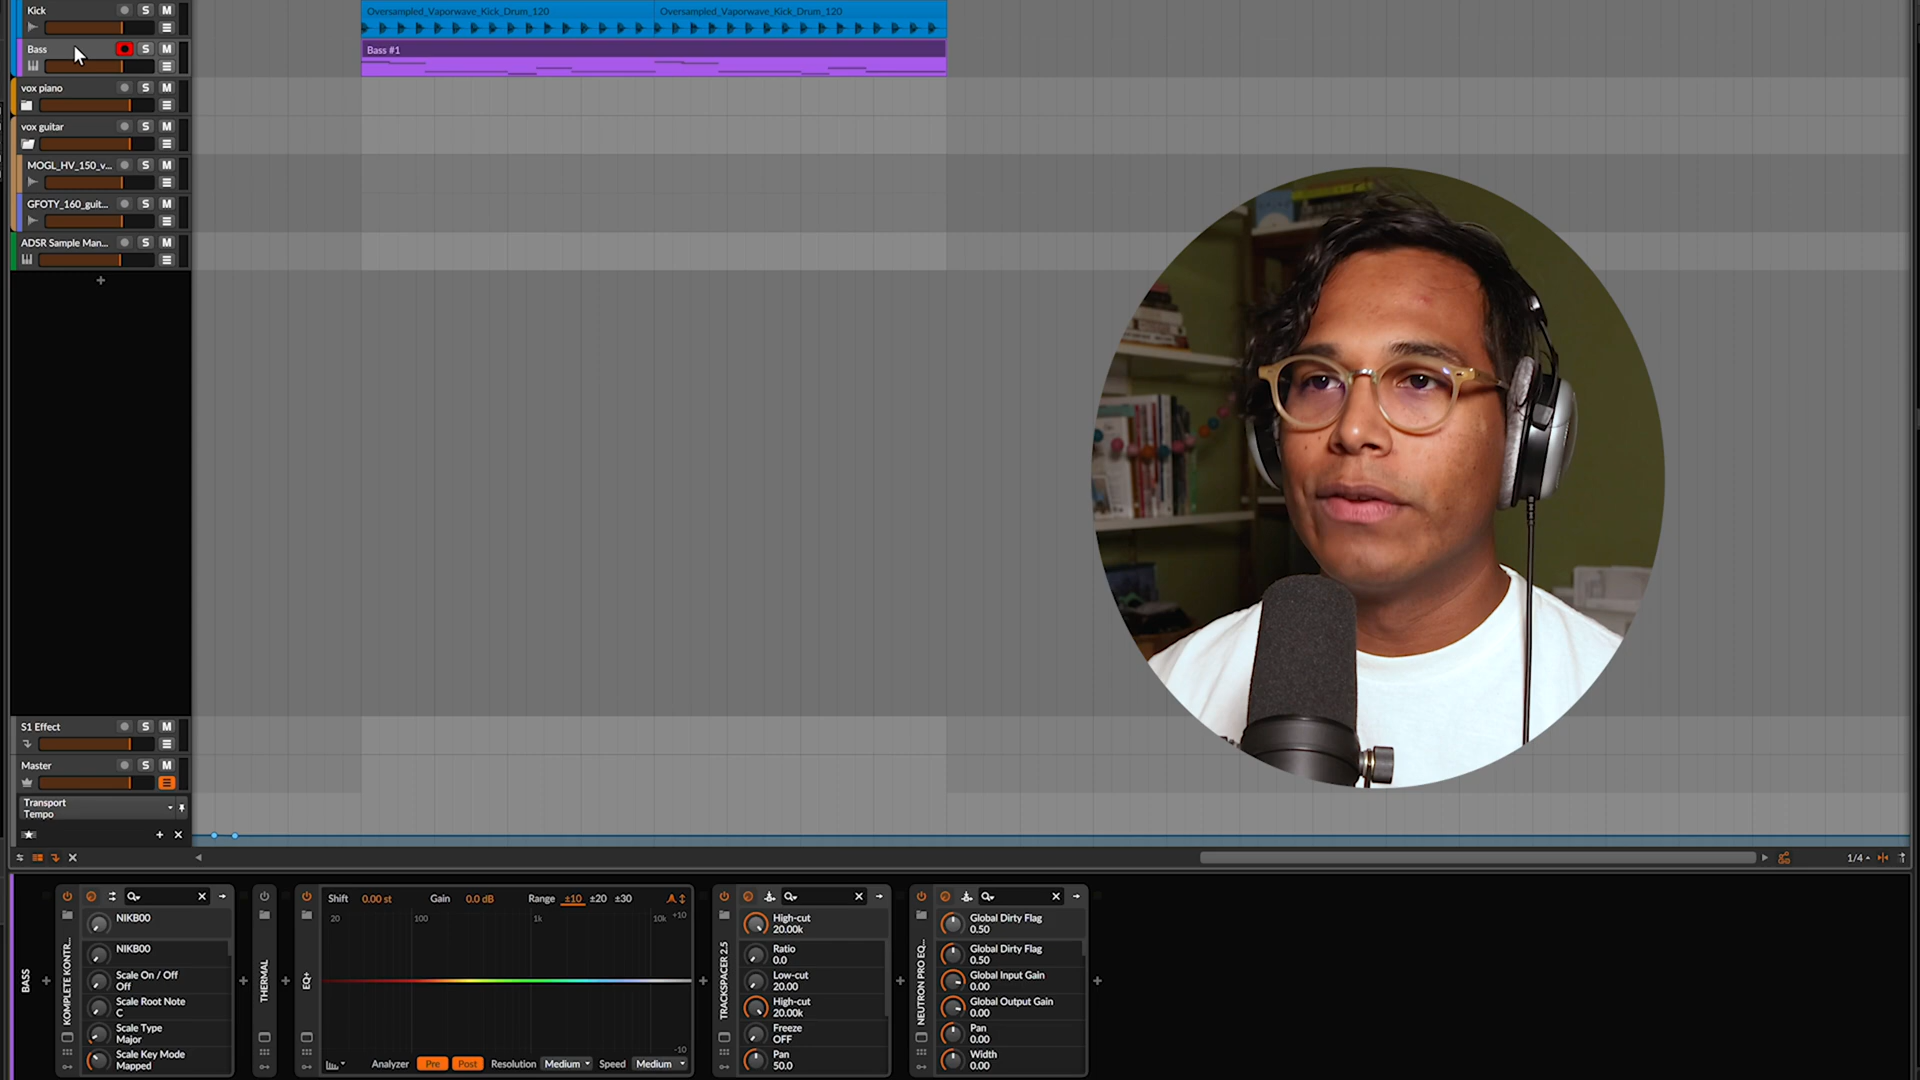 Kick
S M
Oversampled_Vaporwave_Kick_Drum_120
Oversampled_Vaporwave_Kick_Drum_120
Bass
S M
Bass #1
vox piano
S M
vox guitar
S M
MOGL_HV_150_v...
S M
GFOTY_160_guit...
S M
ADSR Sample Man...
S M
+
S1 Effect
S M
Master
S M
Transport
Tempo
1/4
BASS
KOMPLETE KONTR...
NIKB00
NIKB00
Scale On / Off
Off
Scale Root Note
C
Scale Type
Major
Scale Key Mode
Mapped
THERMAL
EQ+
Shift 0.00 st Gain 0.0 dB Range ±10 ±20 ±30
20 100 1k 10k +10
-10
Analyzer Pre Post Resolution Medium Speed Medium
TRACKSPACER 2.5
High-cut
20.00k
Ratio
0.0
Low-cut
20.00
High-cut
20.00k
Freeze
OFF
Pan
50.0
NEUTRON PRO EQ...
Global Dirty Flag
0.50
Global Dirty Flag
0.50
Global Input Gain
0.00
Global Output Gain
0.00
Pan
0.00
Width
0.00